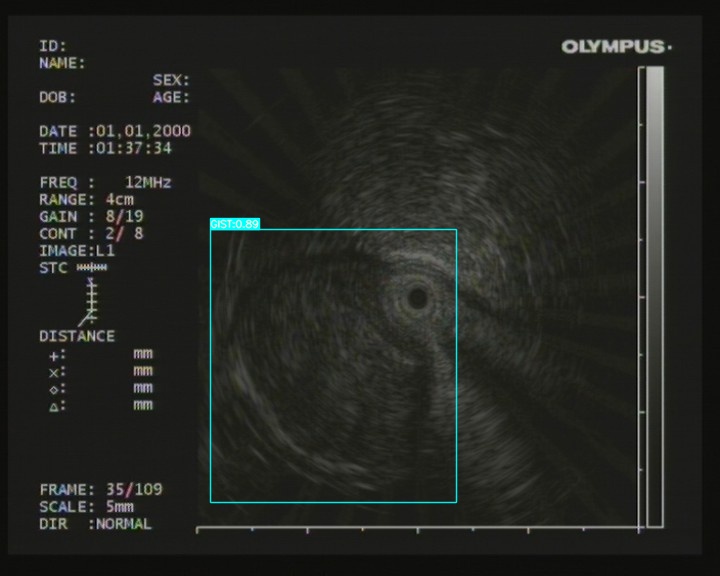 ID:
OLYMPUS
NAME:
SEX:
DOB: AGE:
DATE :01,01,2000
TIME :01:37:34
FREQ : 12MHz
RANGE: 4cm
GAIN : 8/19
CONT : 2/ 8
IMAGE:L1
STC
GIST:0.89
DISTANCE
+: mm
×: mm
◇: mm
△: mm
FRAME: 35/109
SCALE: 5mm
DIR :NORMAL